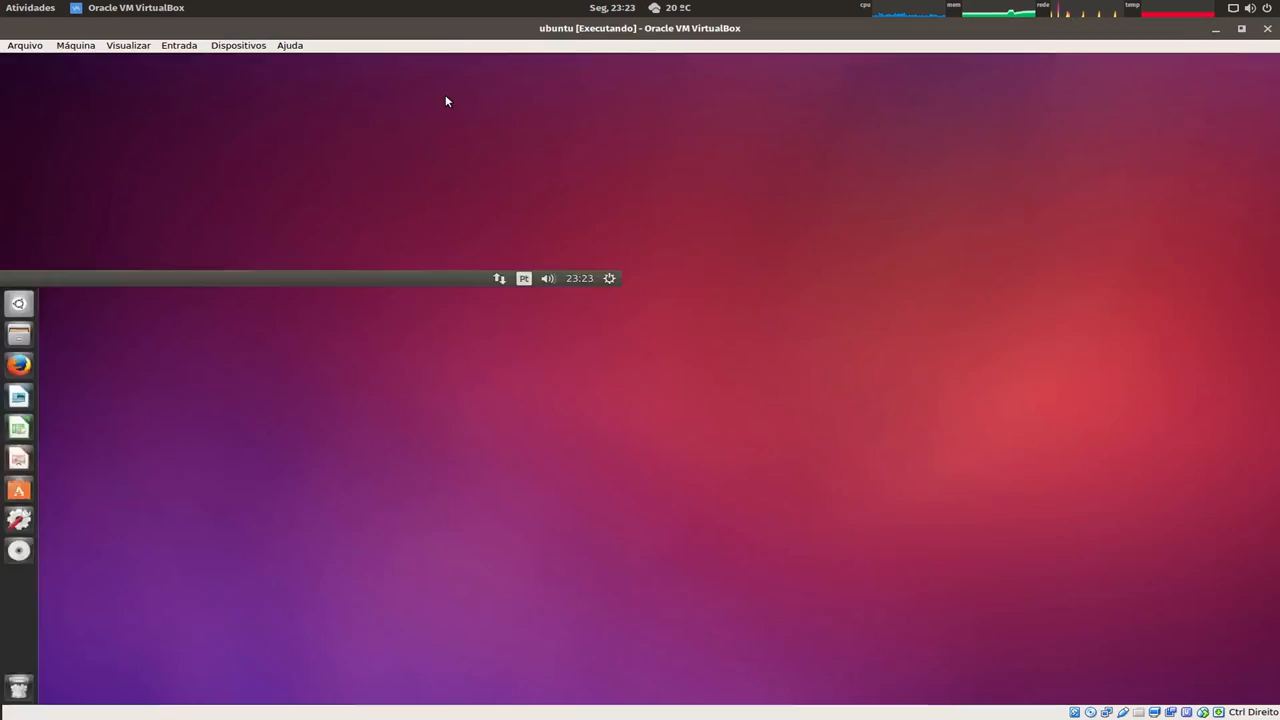 Atividades Oracle VM VirtualBox Seg, 23:23 20 ºC cpu mem rede temp
ubuntu [Executando] - Oracle VM VirtualBox
Arquivo Máquina Visualizar Entrada Dispositivos Ajuda
Pt 23:23
Ctrl Direito